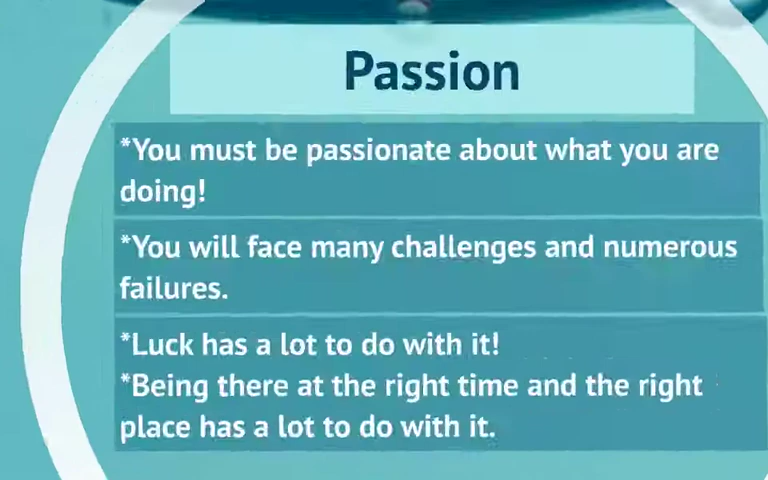 Passion
*You must be passionate about what you are
doing!
*You will face many challenges and numerous
failures.
*Luck has a lot to do with it!
*Being there at the right time and the right
place has a lot to do with it.